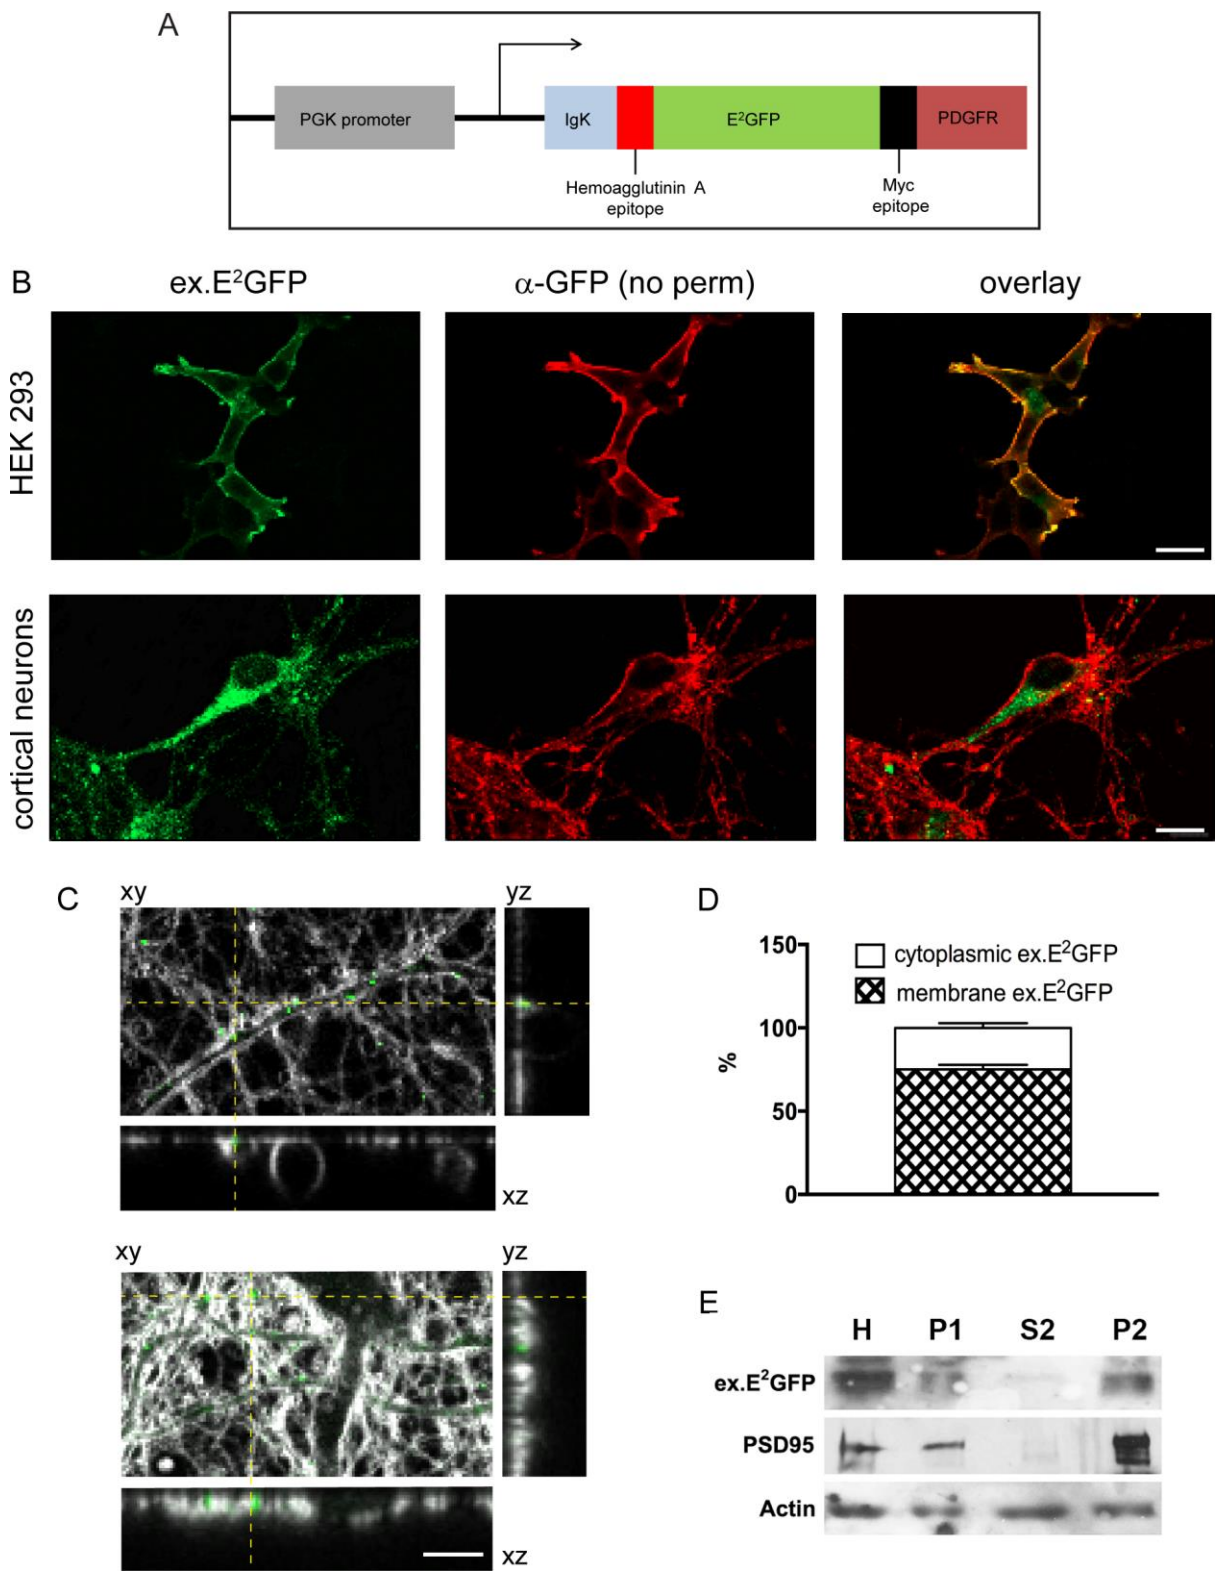 A
PGK promoter
IgK
E²GFP
PDGFR
Hemoagglutinin A
epitope
Myc
epitope
B
ex.E²GFP
α-GFP (no perm)
overlay
HEK 293
cortical neurons
C
xy
yz
xz
xy
yz
xz
D
150
100
50
0
%
cytoplasmic ex.E²GFP
membrane ex.E²GFP
E
H P1 S2 P2
ex.E²GFP
PSD95
Actin